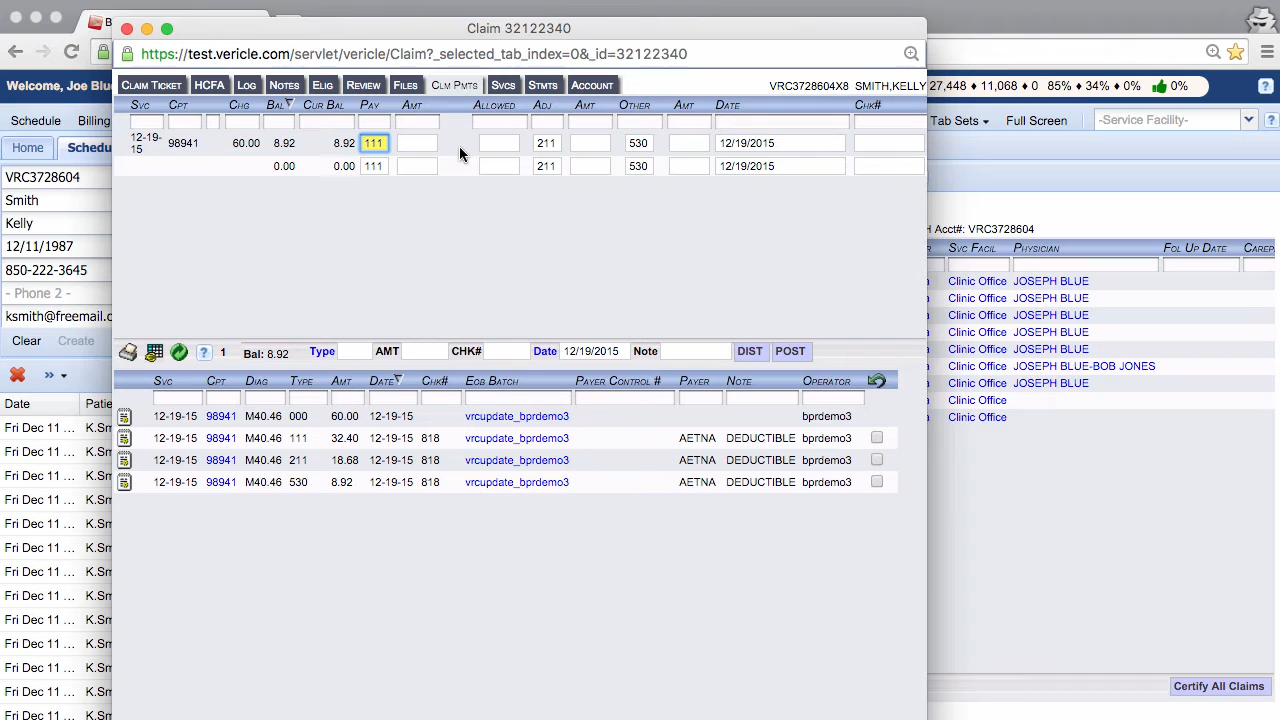 Claim 32122340
https://test.vericle.com/servlet/vericle/Claim?_selected_tab_index=0&_id=32122340
Welcome, Joe Blue
27,448 ♦ 11,068 ♦ 0 85% ♦ 34% ♦ 0% 0%
CLAIM TICKET HCFA LOG NOTES ELIG REVIEW FILES CLM PMTS SVCS STMTS ACCOUNT VRC3728604X8 SMITH,KELLY
SVC CPT CHG BAL CUR BAL PAY AMT ALLOWED ADJ AMT OTHER AMT DATE CHK#
12-19-15 98941 60.00 8.92 8.92 111 211 530 12/19/2015
0.00 0.00 111 211 530 12/19/2015
Schedule Billing
Tab Sets Full Screen -Service Facility-
Home Schedu
VRC3728604
Smith
Kelly
12/11/1987
850-222-3645
- Phone 2 -
ksmith@freemail.c
Clear Create
»
Date Patie
Fri Dec 11 ... K.Sm
Fri Dec 11 ... K.Sm
Fri Dec 11 ... K.Sm
Fri Dec 11 ... K.Sm
Fri Dec 11 ... K.Sm
Fri Dec 11 ... K.Sm
Fri Dec 11 ... K.Sm
Fri Dec 11 ... K.Sm
Fri Dec 11 ... K.Sm
Fri Dec 11 ... K.Sm
Fri Dec 11 ... K.Sm
Fri Dec 11 ... K.Sm
Fri Dec 11 ... K.Sm
1 Bal: 8.92 Type AMT CHK# Date 12/19/2015 Note DIST POST
SVC CPT DIAG TYPE AMT DATE CHK# EOB BATCH PAYER CONTROL # PAYER NOTE OPERATOR
12-19-15 98941 M40.46 000 60.00 12-19-15 vrcupdate_bprdemo3 bprdemo3
12-19-15 98941 M40.46 111 32.40 12-19-15 818 vrcupdate_bprdemo3 AETNA DEDUCTIBLE bprdemo3
12-19-15 98941 M40.46 211 18.68 12-19-15 818 vrcupdate_bprdemo3 AETNA DEDUCTIBLE bprdemo3
12-19-15 98941 M40.46 530 8.92 12-19-15 818 vrcupdate_bprdemo3 AETNA DEDUCTIBLE bprdemo3
H Acct#: VRC3728604
SVC FACIL PHYSICIAN FOL UP DATE CAREP
Clinic Office JOSEPH BLUE
Clinic Office JOSEPH BLUE
Clinic Office JOSEPH BLUE
Clinic Office JOSEPH BLUE
Clinic Office JOSEPH BLUE
Clinic Office JOSEPH BLUE-BOB JONES
Clinic Office JOSEPH BLUE
Clinic Office
Clinic Office
Certify All Claims